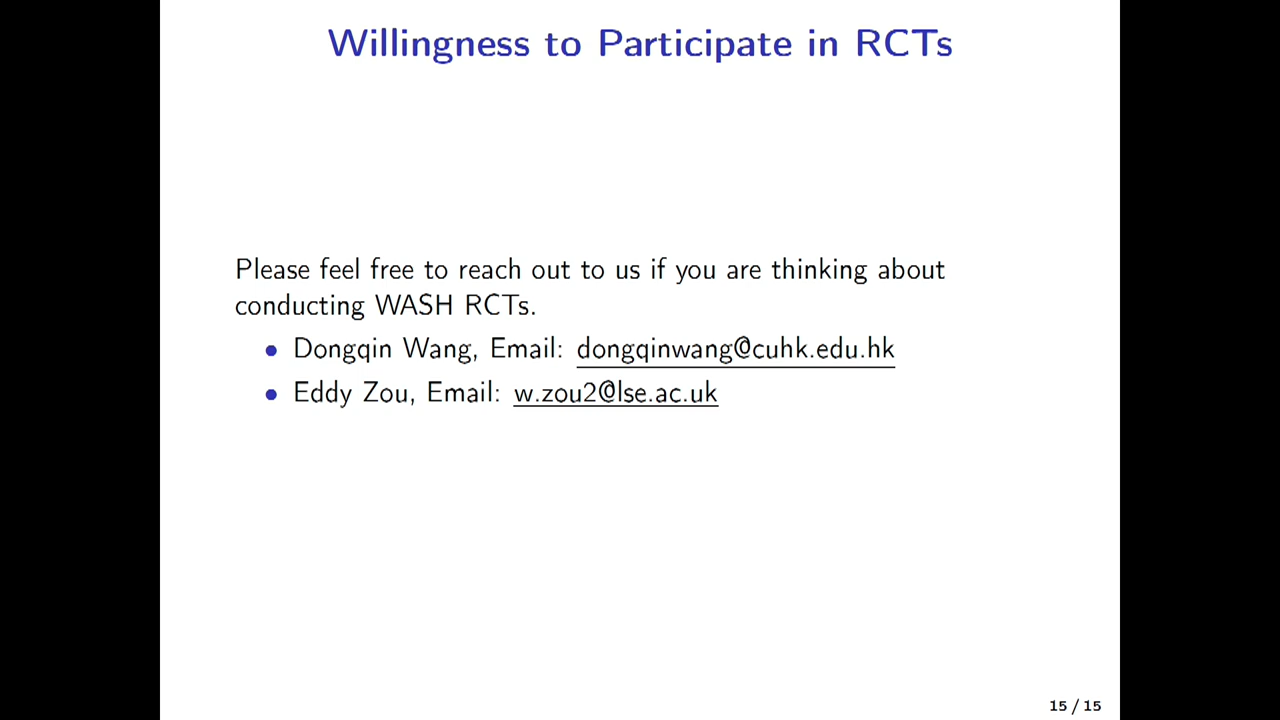 Willingness to Participate in RCTs
Please feel free to reach out to us if you are thinking about
conducting WASH RCTs.
• Dongqin Wang, Email: dongqinwang@cuhk.edu.hk
• Eddy Zou, Email: w.zou2@lse.ac.uk
15 / 15